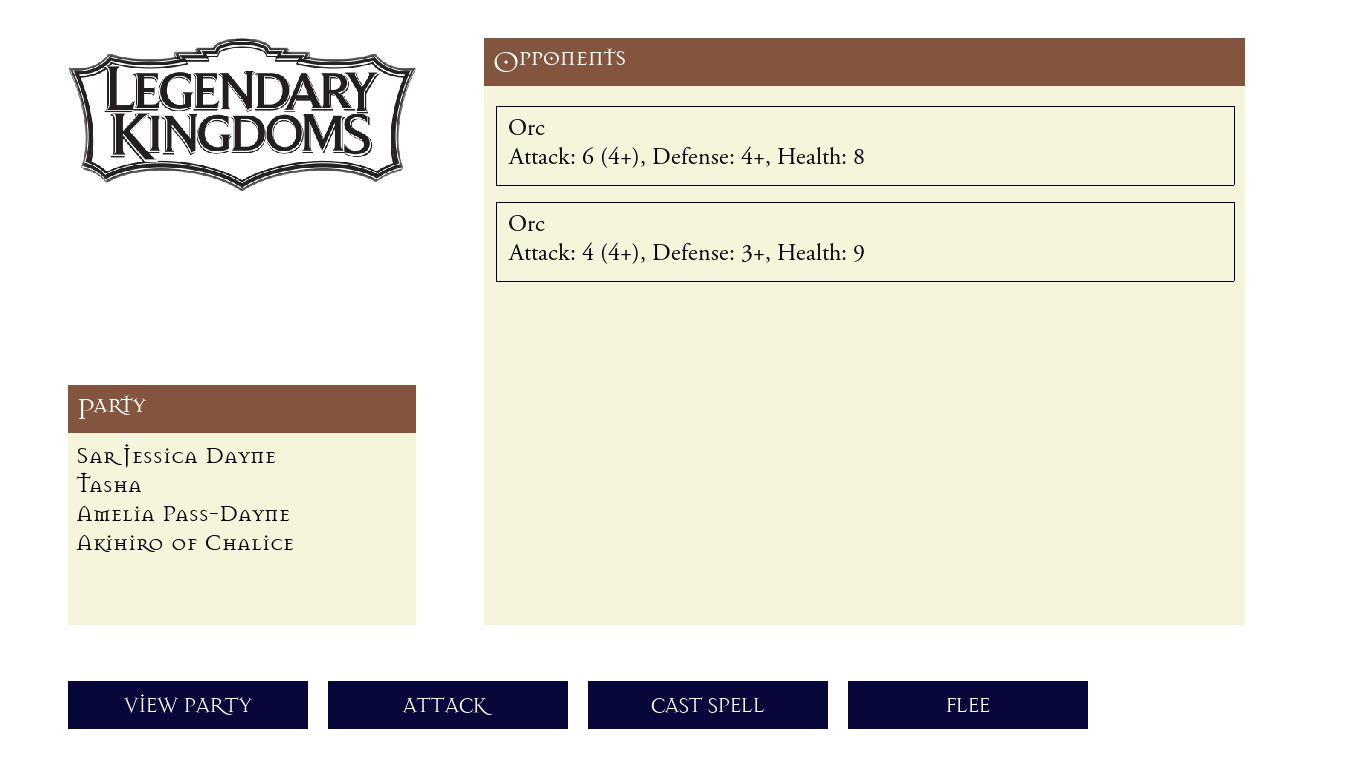 LEGENDARY
KINGDOMS
Opponents
Orc
Attack: 6 (4+), Defense: 4+, Health: 8
Orc
Attack: 4 (4+), Defense: 3+, Health: 9
Party
Sar Jessica Dayne
Tasha
Amelia Pass-Dayne
Akihiro of Chalice
VIEW PARTY
ATTACK
CAST SPELL
FLEE